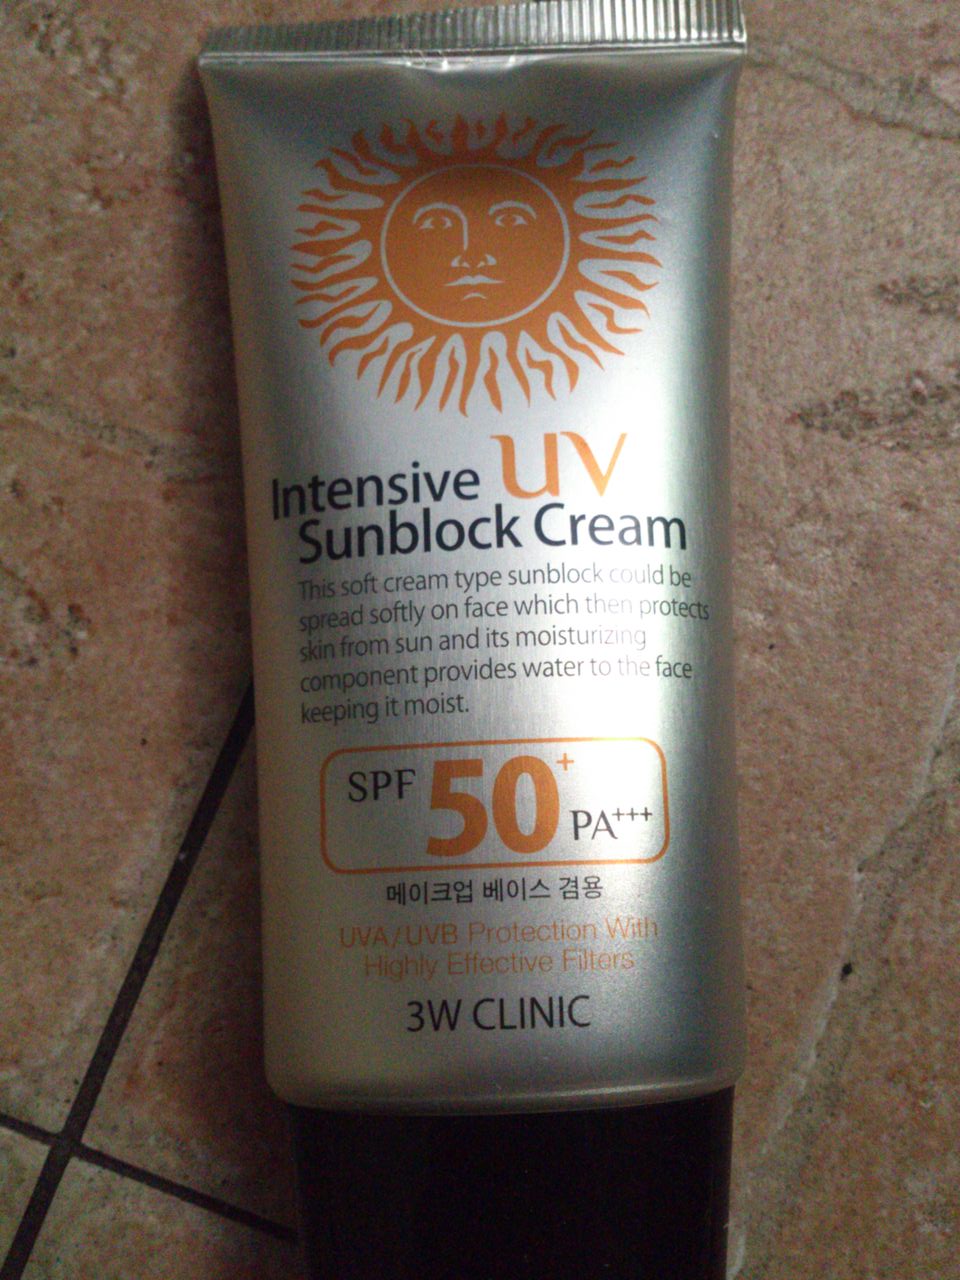 Intensive UV
Sunblock Cream
This soft cream type sunblock could be
spread softly on face which then protects
skin from sun and its moisturizing
component provides water to the face
keeping it moist.
SPF 50+ PA+++
메이크업 베이스 겸용
UVA/UVB Protection With
Highly Effective Filters
3W CLINIC